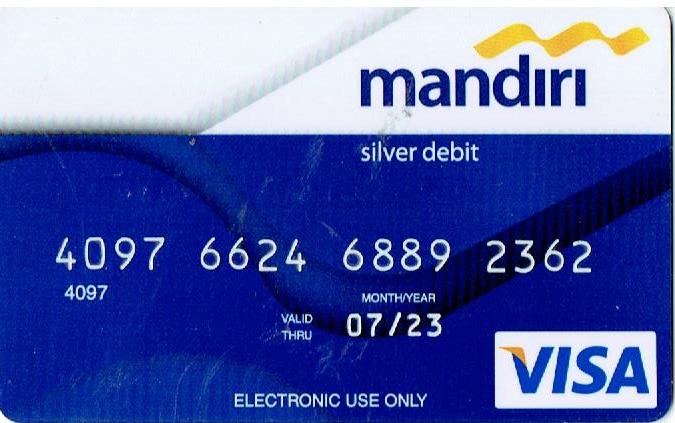 mandiri
silver debit
4097 6624 6889 2362
4097
MONTH/YEAR
VALID THRU 07/23
VISA
ELECTRONIC USE ONLY